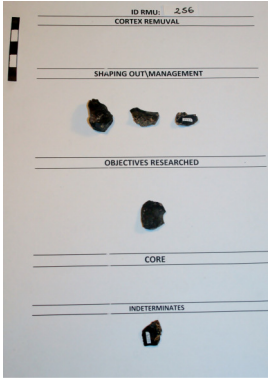 ID RMU: 256
CORTEX REMUVAL
SHAPING OUT\MANAGEMENT
OBJECTIVES RESEARCHED
CORE
INDETERMINATES